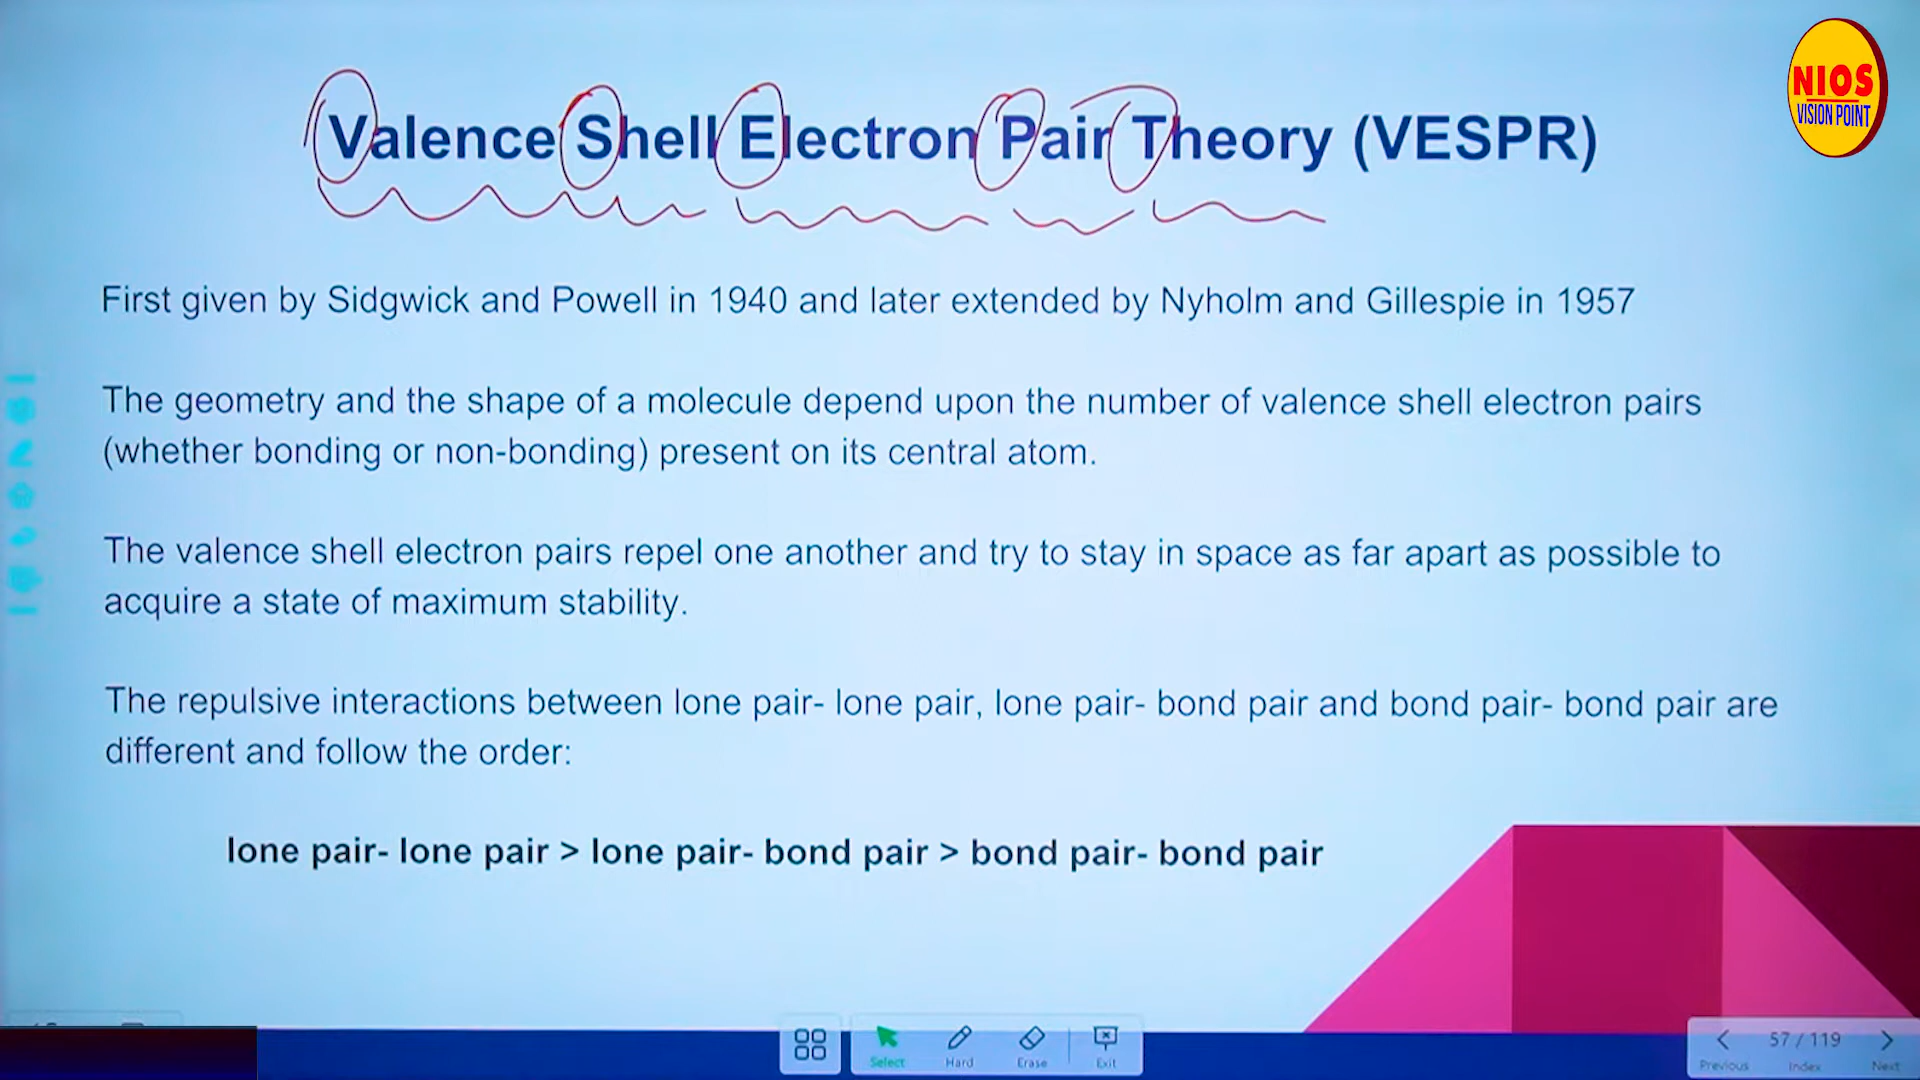 Valence Shell Electron Pair Theory (VESPR)
NIOS
VISION POINT
First given by Sidgwick and Powell in 1940 and later extended by Nyholm and Gillespie in 1957
The geometry and the shape of a molecule depend upon the number of valence shell electron pairs
(whether bonding or non-bonding) present on its central atom.
The valence shell electron pairs repel one another and try to stay in space as far apart as possible to
acquire a state of maximum stability.
The repulsive interactions between lone pair- lone pair, lone pair- bond pair and bond pair- bond pair are
different and follow the order:
lone pair- lone pair > lone pair- bond pair > bond pair- bond pair
Select Hard Erase Exit
57 / 119
Previous Index Next